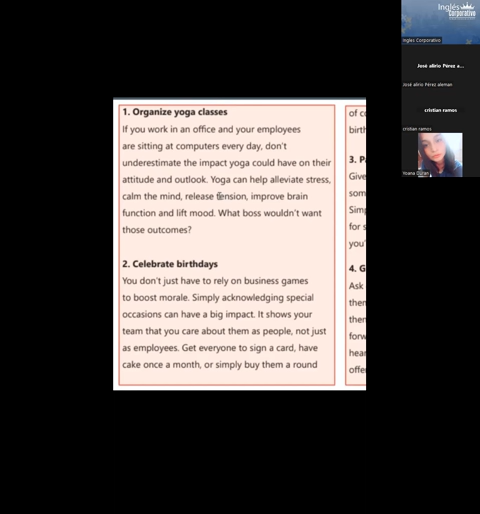 Inglés
Corporativo
Inglés Corporativo
José alirio Pérez a...
José alirio Pérez aleman
cristian ramos
cristian ramos
Yoana Duran
1. Organize yoga classes
If you work in an office and your employees
are sitting at computers every day, don't
underestimate the impact yoga could have on their
attitude and outlook. Yoga can help alleviate stress,
calm the mind, release tension, improve brain
function and lift mood. What boss wouldn't want
those outcomes?
2. Celebrate birthdays
You don't just have to rely on business games
to boost morale. Simply acknowledging special
occasions can have a big impact. It shows your
team that you care about them as people, not just
as employees. Get everyone to sign a card, have
cake once a month, or simply buy them a round
of
birth
3.
Give
som
Simp
for s
you'
4. G
Ask
then
then
forw
hear
offe